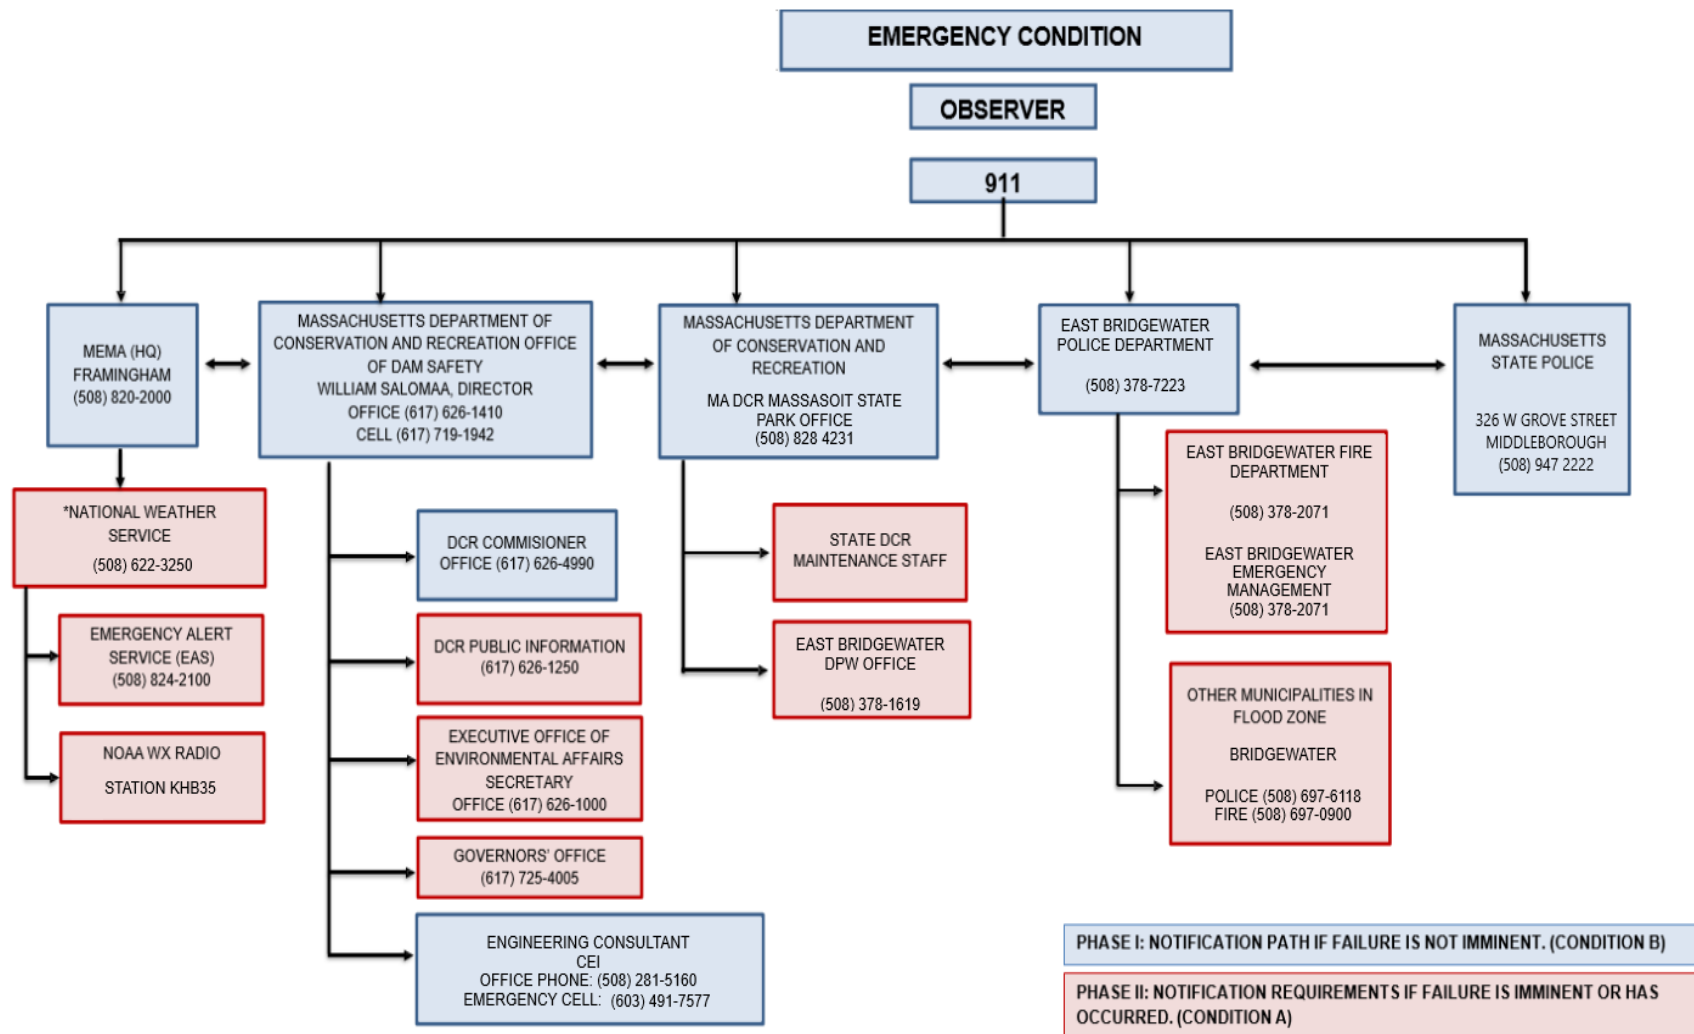 EMERGENCY CONDITION
OBSERVER
911
MEMA (HQ)
FRAMINGHAM
(508) 820-2000
MASSACHUSETTS DEPARTMENT OF
CONSERVATION AND RECREATION OFFICE
OF DAM SAFETY
WILLIAM SALOMAA, DIRECTOR
OFFICE (617) 626-1410
CELL (617) 719-1942
MASSACHUSETTS DEPARTMENT
OF CONSERVATION AND
RECREATION
MA DCR MASSASOIT STATE
PARK OFFICE
(508) 828 4231
EAST BRIDGEWATER
POLICE DEPARTMENT
(508) 378-7223
MASSACHUSETTS
STATE POLICE
326 W GROVE STREET
MIDDLEBOROUGH
(508) 947 2222
*NATIONAL WEATHER
SERVICE
(508) 622-3250
EMERGENCY ALERT
SERVICE (EAS)
(508) 824-2100
NOAA WX RADIO
STATION KHB35
DCR COMMISIONER
OFFICE (617) 626-4990
DCR PUBLIC INFORMATION
(617) 626-1250
EXECUTIVE OFFICE OF
ENVIRONMENTAL AFFAIRS
SECRETARY
OFFICE (617) 626-1000
GOVERNORS' OFFICE
(617) 725-4005
ENGINEERING CONSULTANT
CEI
OFFICE PHONE: (508) 281-5160
EMERGENCY CELL: (603) 491-7577
STATE DCR
MAINTENANCE STAFF
EAST BRIDGEWATER
DPW OFFICE
(508) 378-1619
EAST BRIDGEWATER FIRE
DEPARTMENT
(508) 378-2071
EAST BRIDGEWATER
EMERGENCY
MANAGEMENT
(508) 378-2071
OTHER MUNICIPALITIES IN
FLOOD ZONE
BRIDGEWATER
POLICE (508) 697-6118
FIRE (508) 697-0900
PHASE I: NOTIFICATION PATH IF FAILURE IS NOT IMMINENT. (CONDITION B)
PHASE II: NOTIFICATION REQUIREMENTS IF FAILURE IS IMMINENT OR HAS
OCCURRED. (CONDITION A)